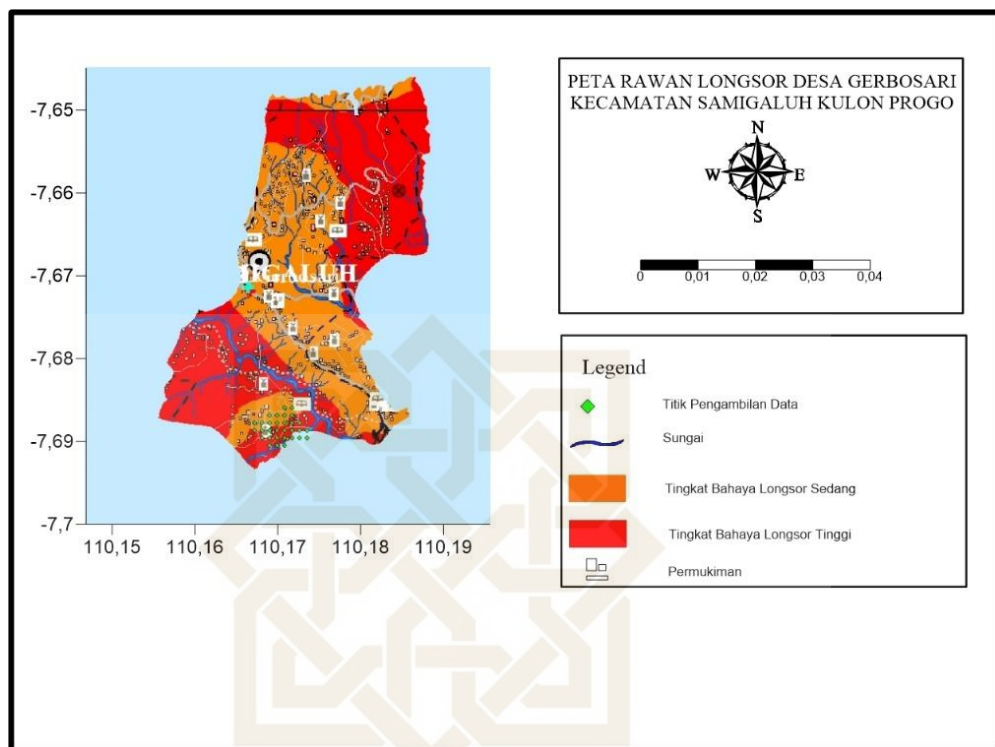 PETA RAWAN LONGSOR DESA GERBOSARI
KECAMATAN SAMIGALUH KULON PROGO
N
W E
S
0 0,01 0,02 0,03 0,04
Legend
Titik Pengambilan Data
Sungai
Tingkat Bahaya Longsor Sedang
Tingkat Bahaya Longsor Tinggi
Permukiman
-7,65
-7,66
-7,67
IGALUH
-7,68
-7,69
-7,7
110,15 110,16 110,17 110,18 110,19